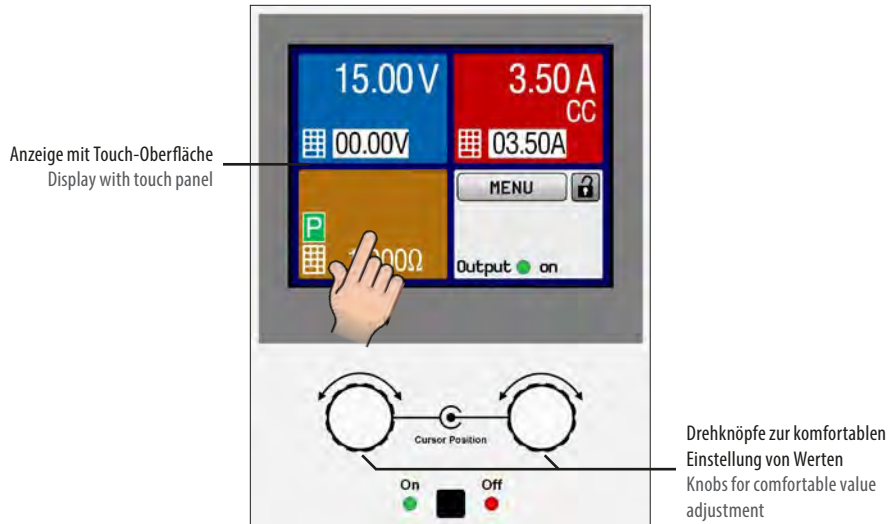 15.00 V
3.50 A
CC
00.00V
03.50A
Anzeige mit Touch-Oberfläche
Display with touch panel
MENU
P
Output on
Cursor Position
Drehknöpfe zur komfortablen
Einstellung von Werten
Knobs for comfortable value
adjustment
On
Off